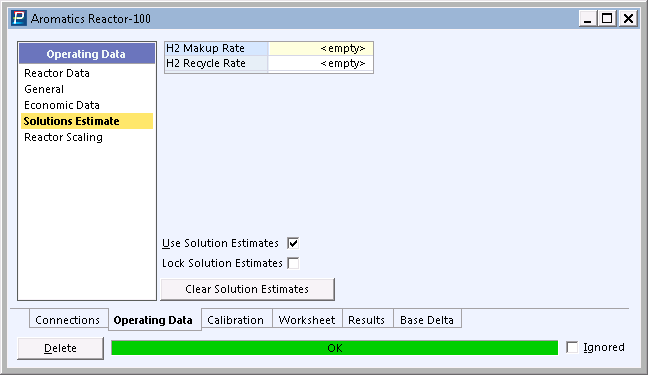 Aromatics Reactor-100
Operating Data
Reactor Data
General
Economic Data
Solutions Estimate
Reactor Scaling
H2 Makup Rate <empty>
H2 Recycle Rate <empty>
Use Solution Estimates
Lock Solution Estimates
Clear Solution Estimates
Connections Operating Data Calibration Worksheet Results Base Delta
Delete OK Ignored